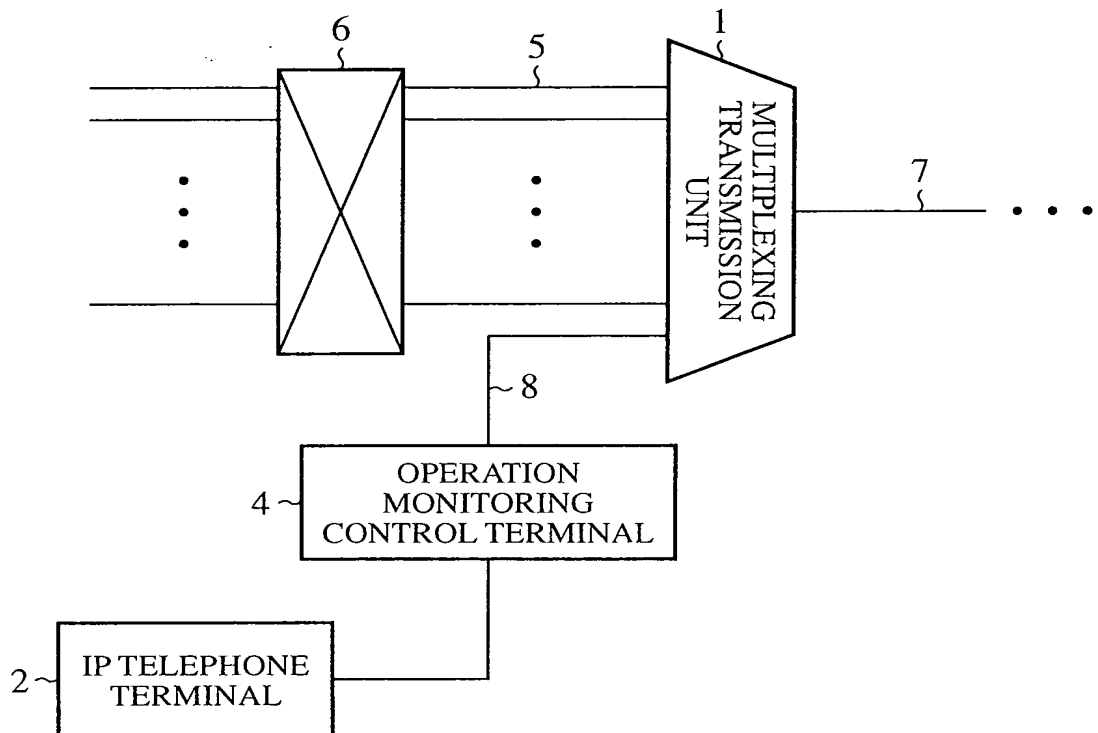 6
5
1
MULTIPLEXING
TRANSMISSION
UNIT
7
8
4
OPERATION
MONITORING
CONTROL TERMINAL
2
IP TELEPHONE
TERMINAL